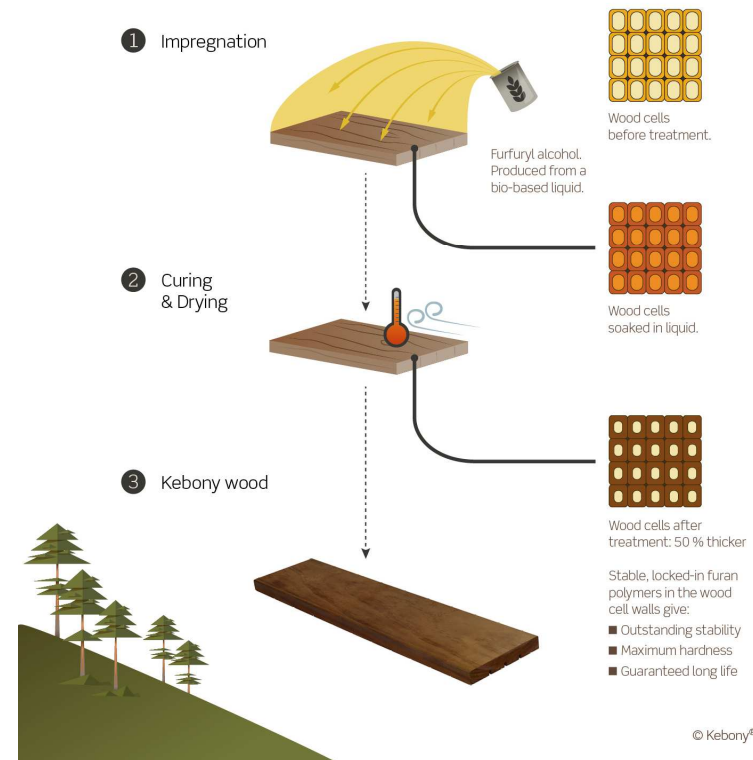 1 Impregnation
Wood cells
before treatment.
Furfuryl alcohol.
Produced from a
bio-based liquid.
2 Curing
& Drying
Wood cells
soaked in liquid.
3 Kebony wood
Wood cells after
treatment: 50 % thicker
Stable, locked-in furan
polymers in the wood
cell walls give:
■ Outstanding stability
■ Maximum hardness
■ Guaranteed long life
© Kebony®